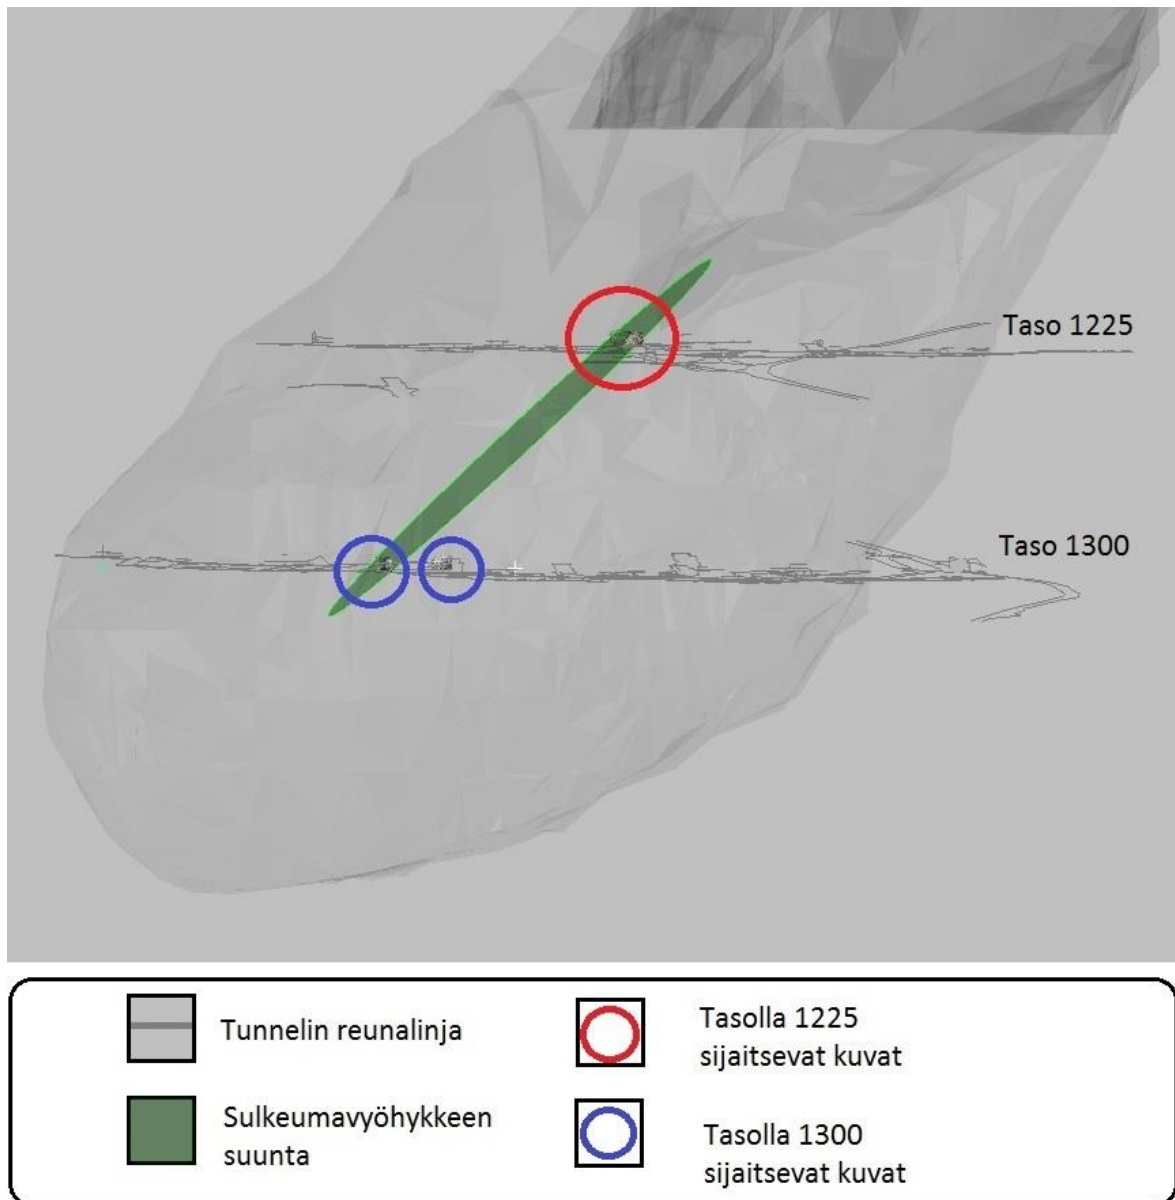 Taso 1225
Taso 1300
Tunnelin reunalinja
Sulkeumavyöhykkeen
suunta
Tasolla 1225
sijaitsevat kuvat
Tasolla 1300
sijaitsevat kuvat